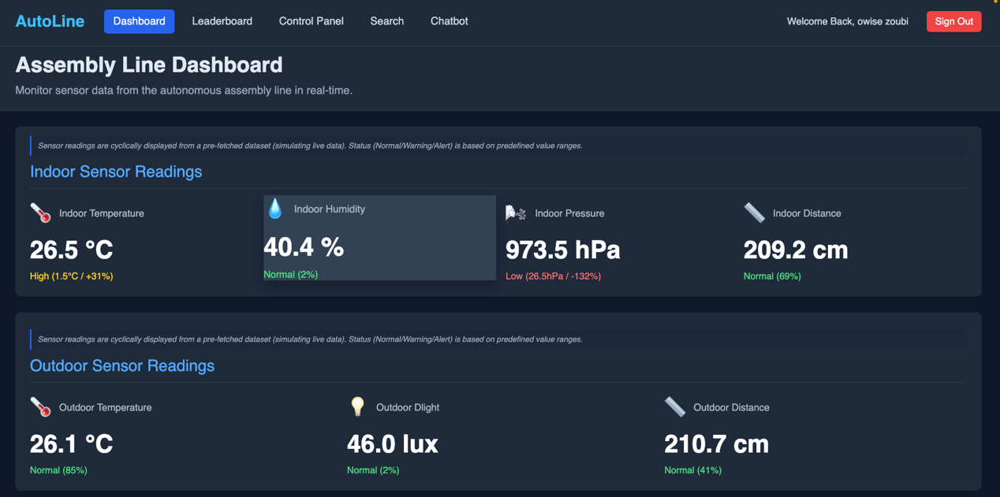 AutoLine Dashboard Leaderboard Control Panel Search Chatbot Welcome Back, owise zoubi Sign Out
Assembly Line Dashboard
Monitor sensor data from the autonomous assembly line in real-time.
Sensor readings are cyclically displayed from a pre-fetched dataset (simulating live data). Status (Normal/Warning/Alert) is based on predefined value ranges.
Indoor Sensor Readings
Indoor Temperature
26.5 °C
High (1.5°C / +31%)
Indoor Humidity
40.4 %
Normal (2%)
Indoor Pressure
973.5 hPa
Low (26.5hPa / -132%)
Indoor Distance
209.2 cm
Normal (69%)
Sensor readings are cyclically displayed from a pre-fetched dataset (simulating live data). Status (Normal/Warning/Alert) is based on predefined value ranges.
Outdoor Sensor Readings
Outdoor Temperature
26.1 °C
Normal (85%)
Outdoor Dlight
46.0 lux
Normal (2%)
Outdoor Distance
210.7 cm
Normal (41%)